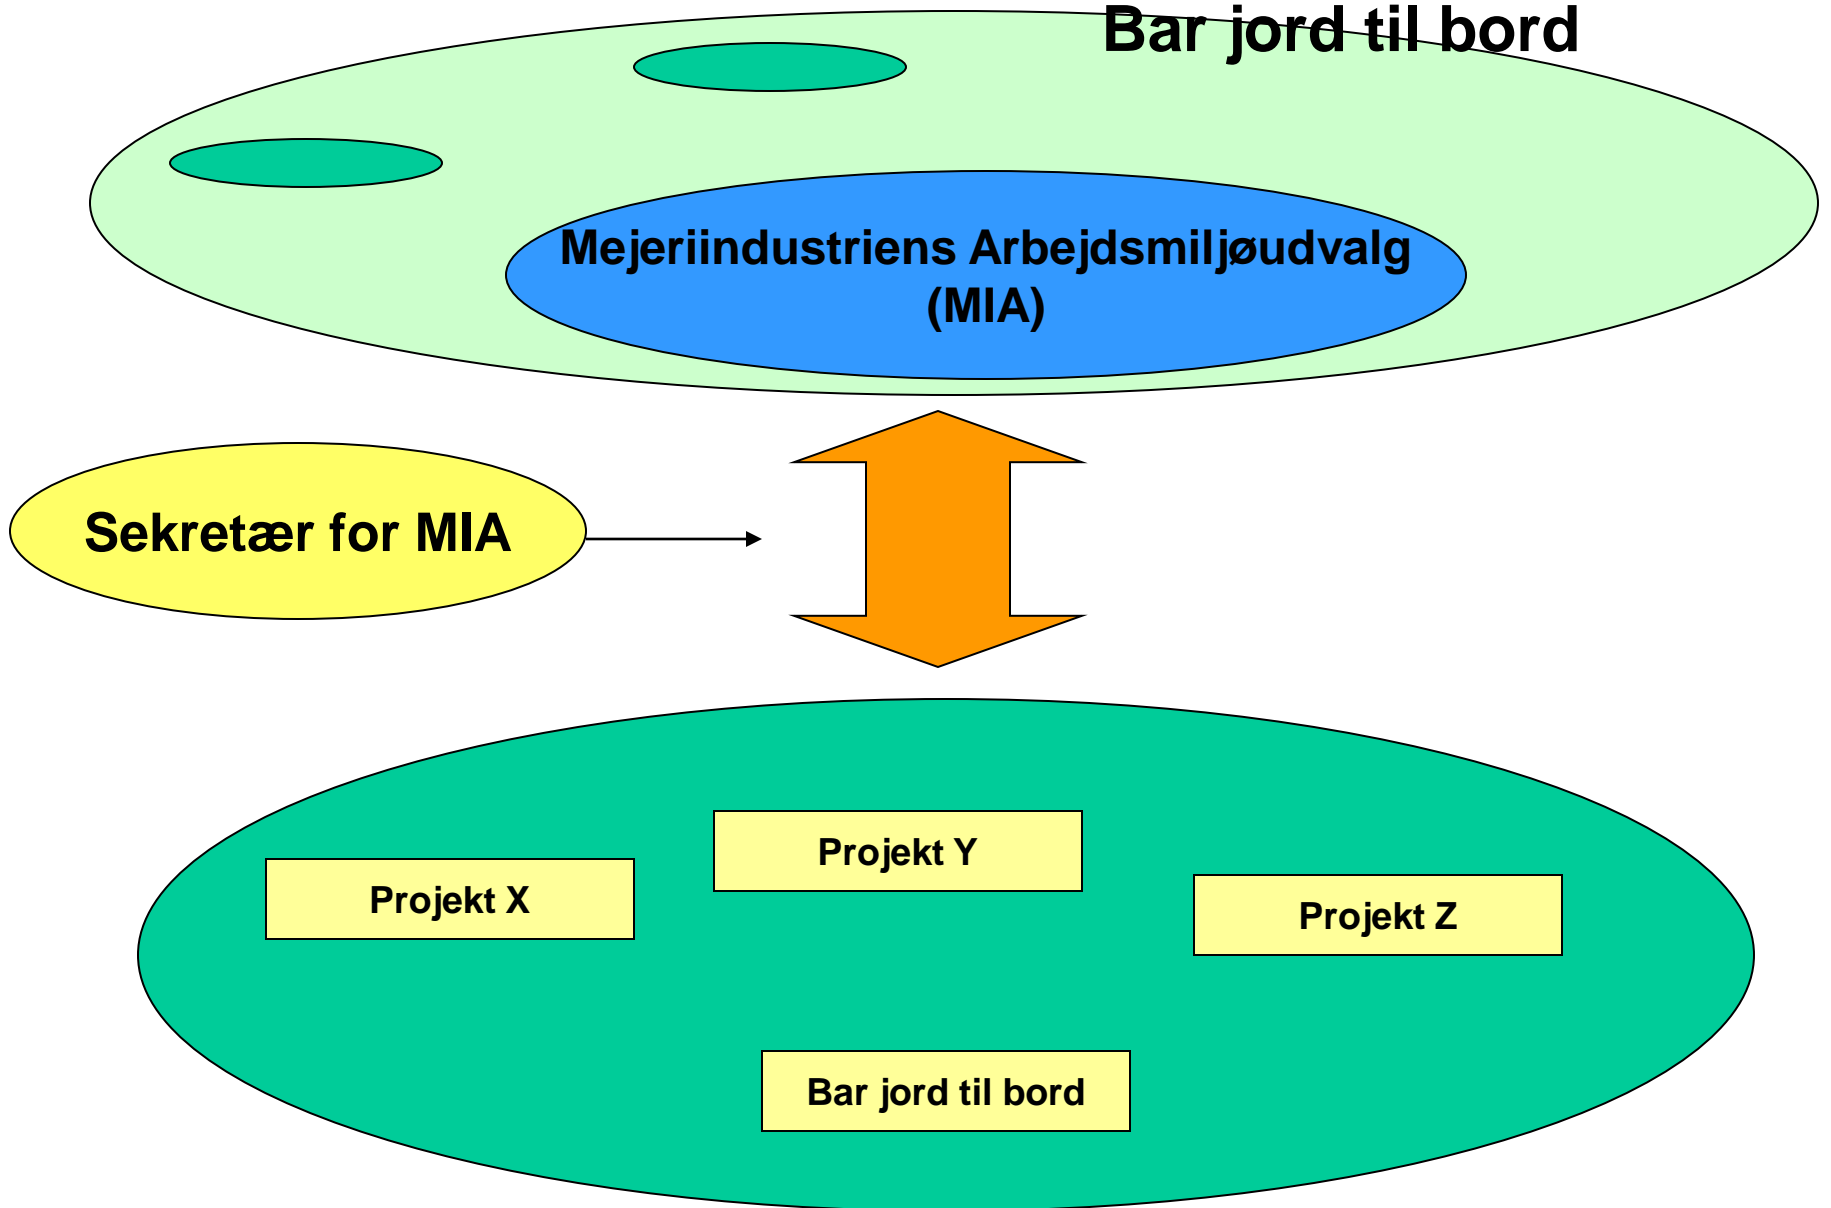 Bar jord til bord
Mejeriindustriens Arbejdsmiljøudvalg
(MIA)
Sekretær for MIA
Projekt Y
Projekt X
Projekt Z
Bar jord til bord